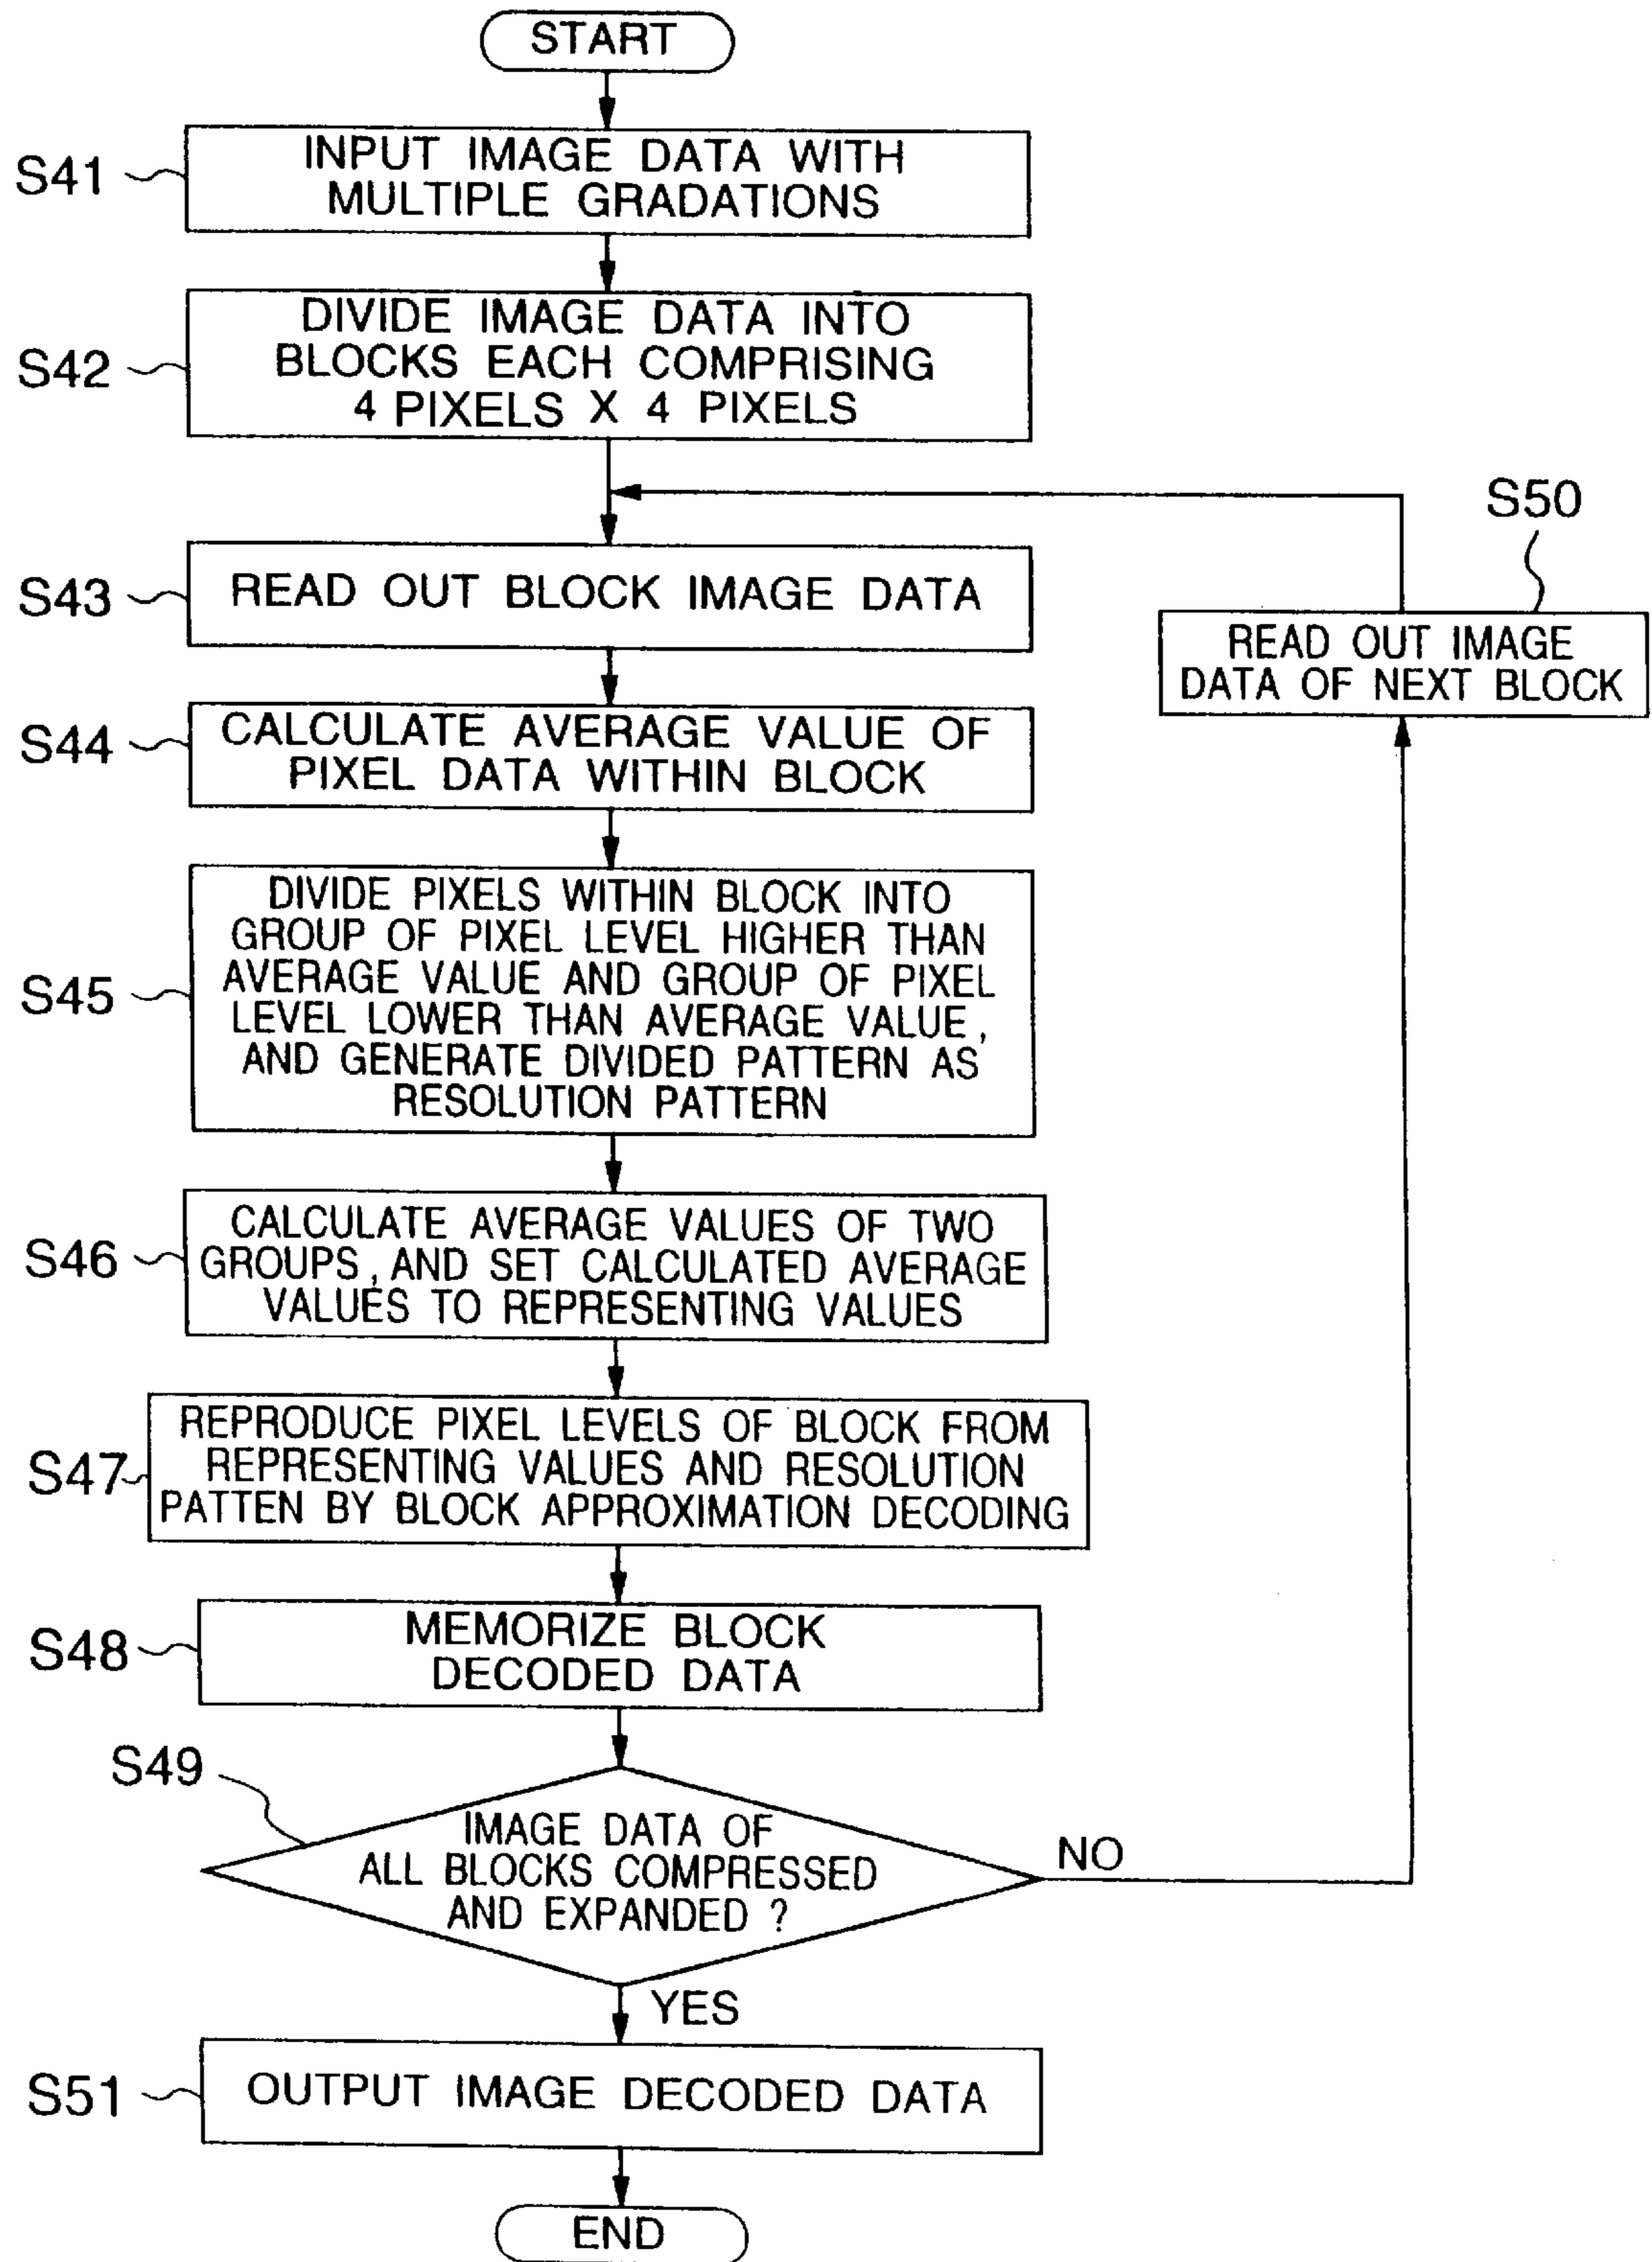 START
S41
INPUT IMAGE DATA WITH
MULTIPLE GRADATIONS
S42
DIVIDE IMAGE DATA INTO
BLOCKS EACH COMPRISING
4 PIXELS X 4 PIXELS
S43
READ OUT BLOCK IMAGE DATA
S50
READ OUT IMAGE
DATA OF NEXT BLOCK
S44
CALCULATE AVERAGE VALUE OF
PIXEL DATA WITHIN BLOCK
S45
DIVIDE PIXELS WITHIN BLOCK INTO
GROUP OF PIXEL LEVEL HIGHER THAN
AVERAGE VALUE AND GROUP OF PIXEL
LEVEL LOWER THAN AVERAGE VALUE,
AND GENERATE DIVIDED PATTERN AS
RESOLUTION PATTERN
S46
CALCULATE AVERAGE VALUES OF TWO
GROUPS, AND SET CALCULATED AVERAGE
VALUES TO REPRESENTING VALUES
S47
REPRODUCE PIXEL LEVELS OF BLOCK FROM
REPRESENTING VALUES AND RESOLUTION
PATTEN BY BLOCK APPROXIMATION DECODING
S48
MEMORIZE BLOCK
DECODED DATA
S49
IMAGE DATA OF
ALL BLOCKS COMPRESSED
AND EXPANDED ?
NO
YES
S51
OUTPUT IMAGE DECODED DATA
END